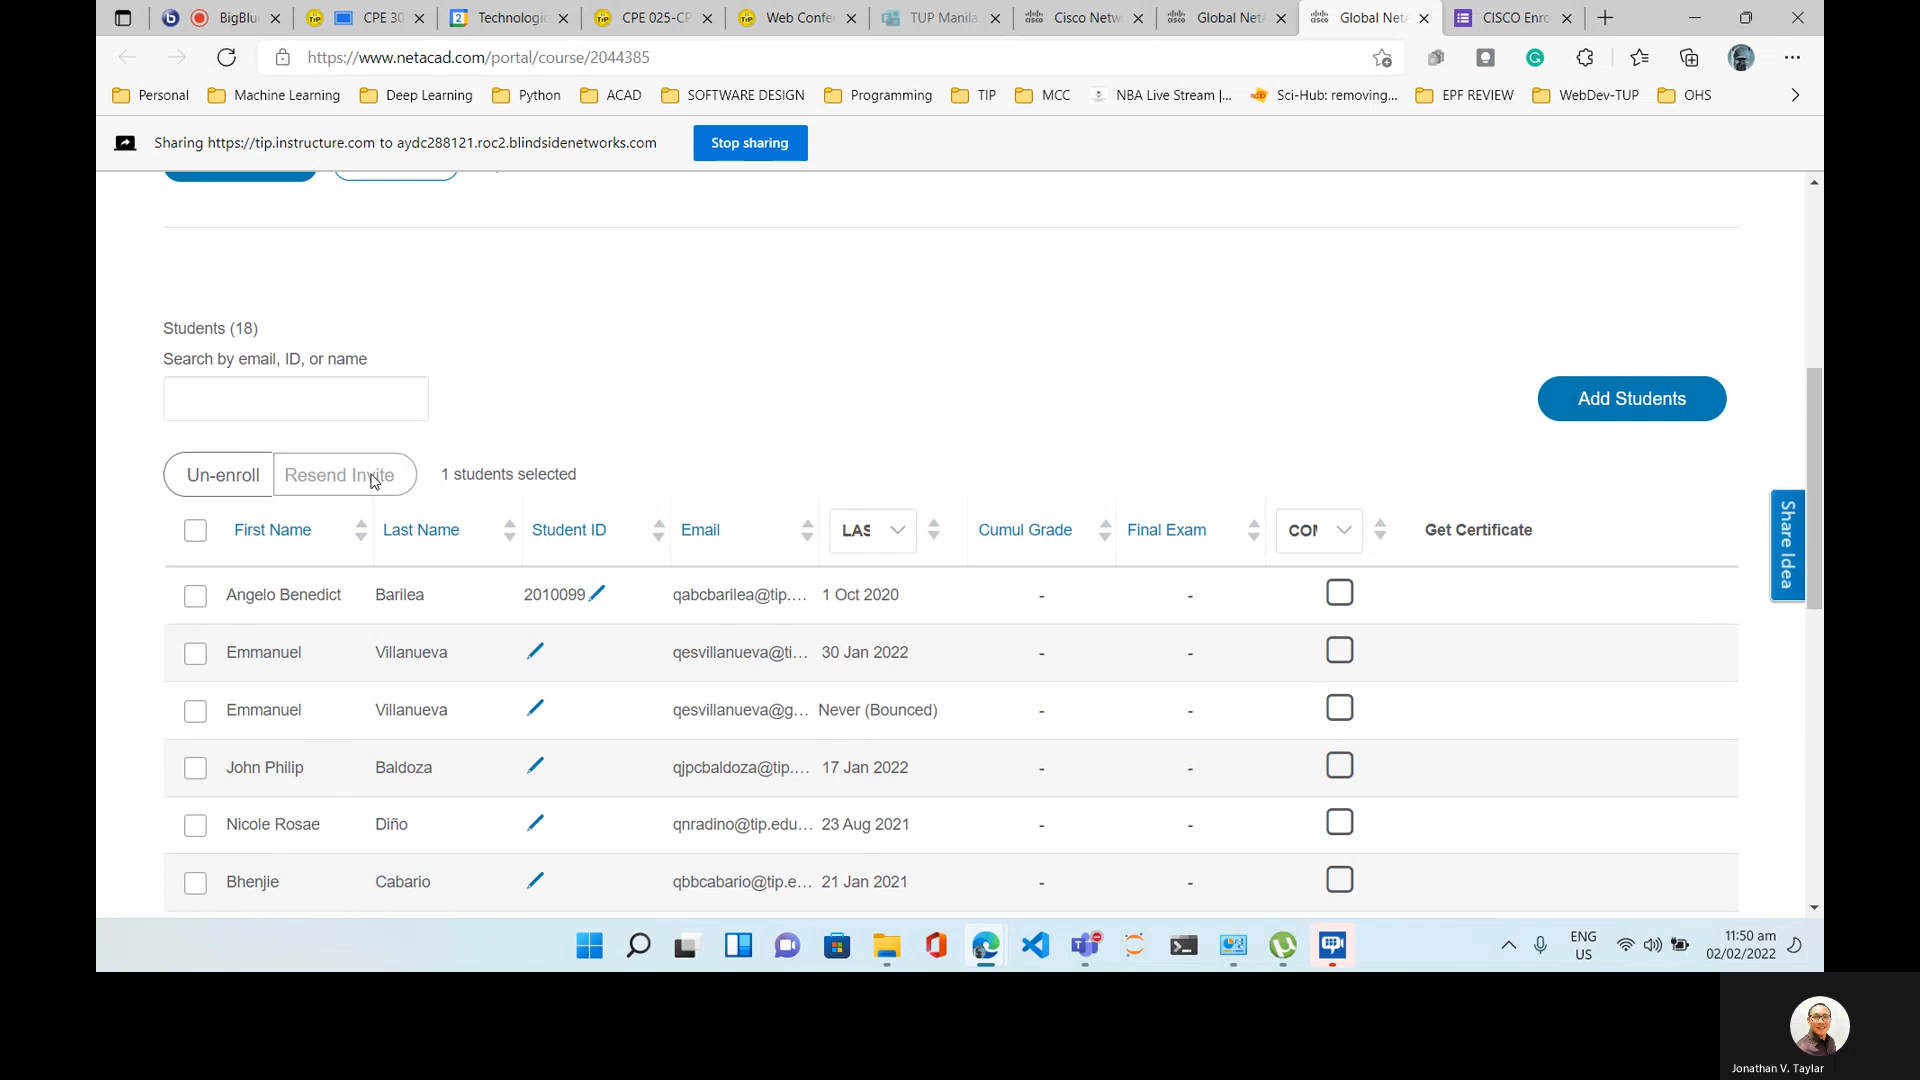 BigBlu
CPE 30
Technologic
CPE 025-CP
Web Confe
TUP Manila
Cisco Netw
Global Net
Global Net
CISCO Enro
https://www.netacad.com/portal/course/2044385
Personal
Machine Learning
Deep Learning
Python
ACAD
SOFTWARE DESIGN
Programming
TIP
MCC
NBA Live Stream |...
Sci-Hub: removing...
EPF REVIEW
WebDev-TUP
OHS
Sharing https://tip.instructure.com to aydc288121.roc2.blindsidenetworks.com
Stop sharing
Students (18)
Search by email, ID, or name
Add Students
Un-enroll Resend Invite 1 students selected
First Name Last Name Student ID Email LAS Cumul Grade Final Exam COM Get Certificate
Angelo Benedict Barilea 2010099 qabcbarilea@tip.... 1 Oct 2020 - -
Emmanuel Villanueva qesvillanueva@ti... 30 Jan 2022 - -
Emmanuel Villanueva qesvillanueva@g... Never (Bounced) - -
John Philip Baldoza qjpcbaldoza@tip.... 17 Jan 2022 - -
Nicole Rosae Diño qnradino@tip.edu... 23 Aug 2021 - -
Bhenjie Cabario qbbcabario@tip.e... 21 Jan 2021 - -
Share Idea
ENG
US
11:50 am
02/02/2022
Jonathan V. Taylar